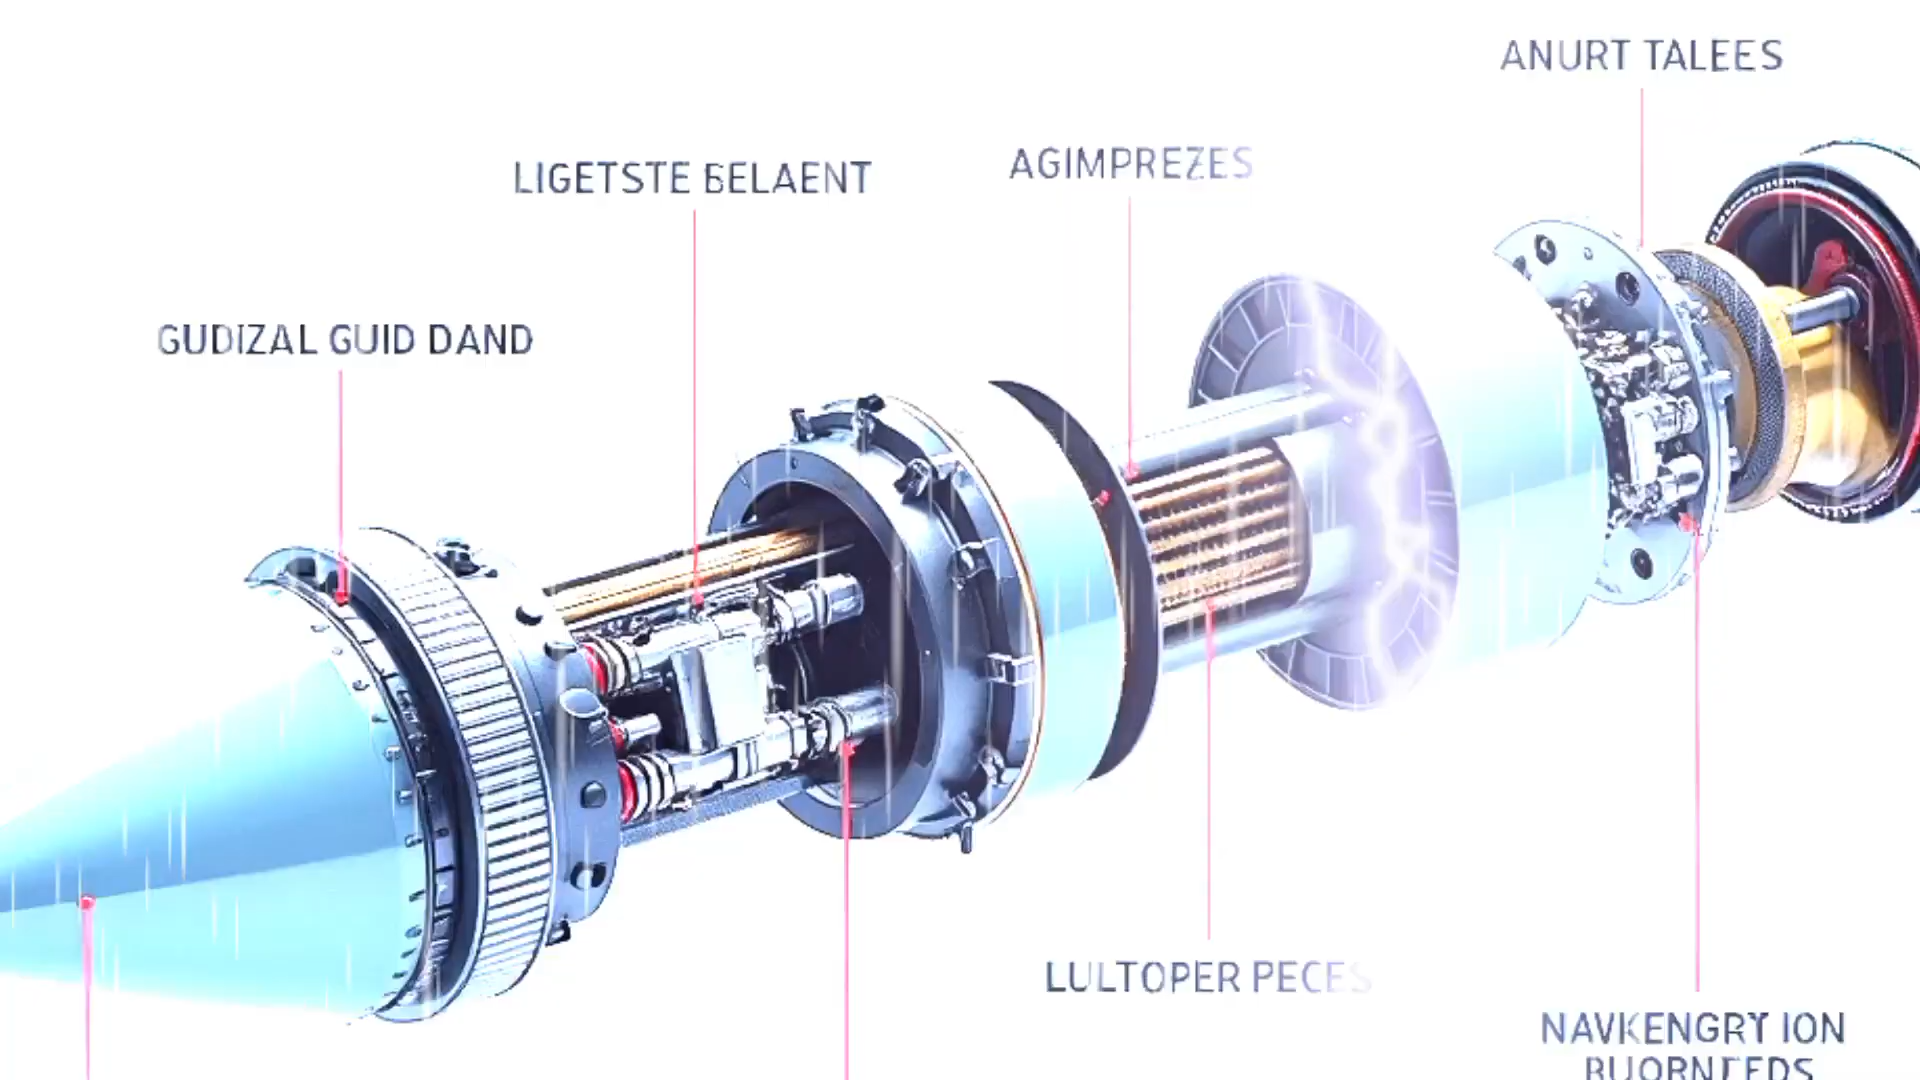 ANURT TALEES
AGIMPREZES
LIGETSTE BELAENT
GUDIZAL GUID DAND
LULTOPER PECES
NAVKENGRY ION